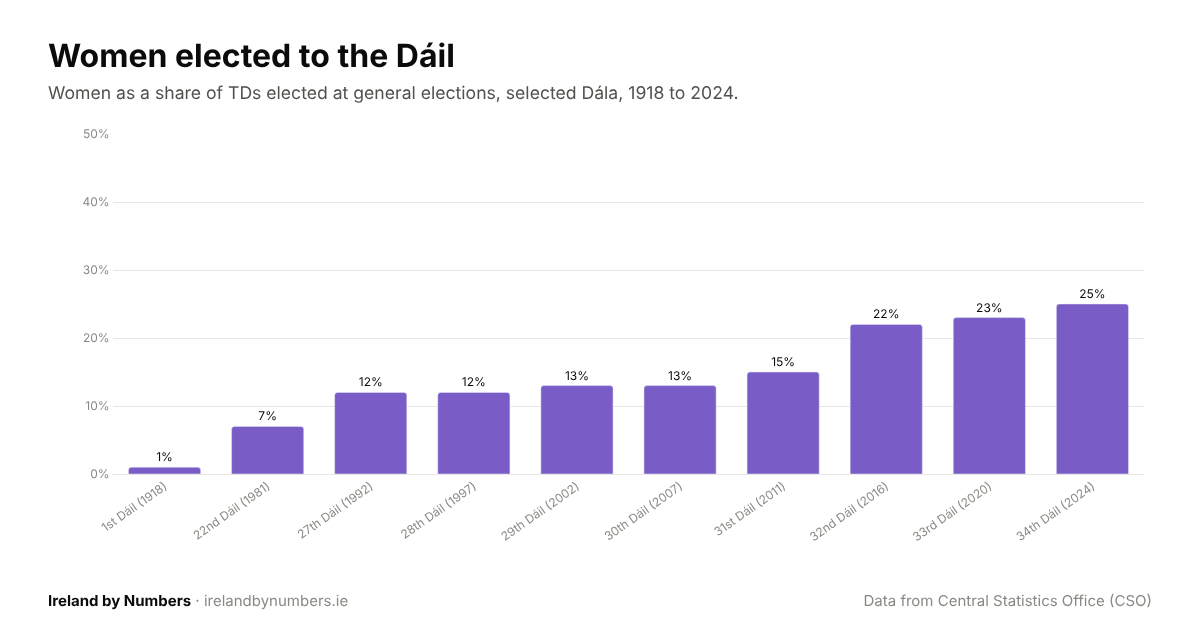 Women elected to the Dáil
Women as a share of TDs elected at general elections, selected Dála, 1918 to 2024.
50%
40%
30%
20%
10%
0%
1%
7%
12%
12%
13%
13%
15%
22%
23%
25%
1st Dáil (1918)
22nd Dáil (1981)
27th Dáil (1992)
28th Dáil (1997)
29th Dáil (2002)
30th Dáil (2007)
31st Dáil (2011)
32nd Dáil (2016)
33rd Dáil (2020)
34th Dáil (2024)
Ireland by Numbers · irelandbynumbers.ie
Data from Central Statistics Office (CSO)